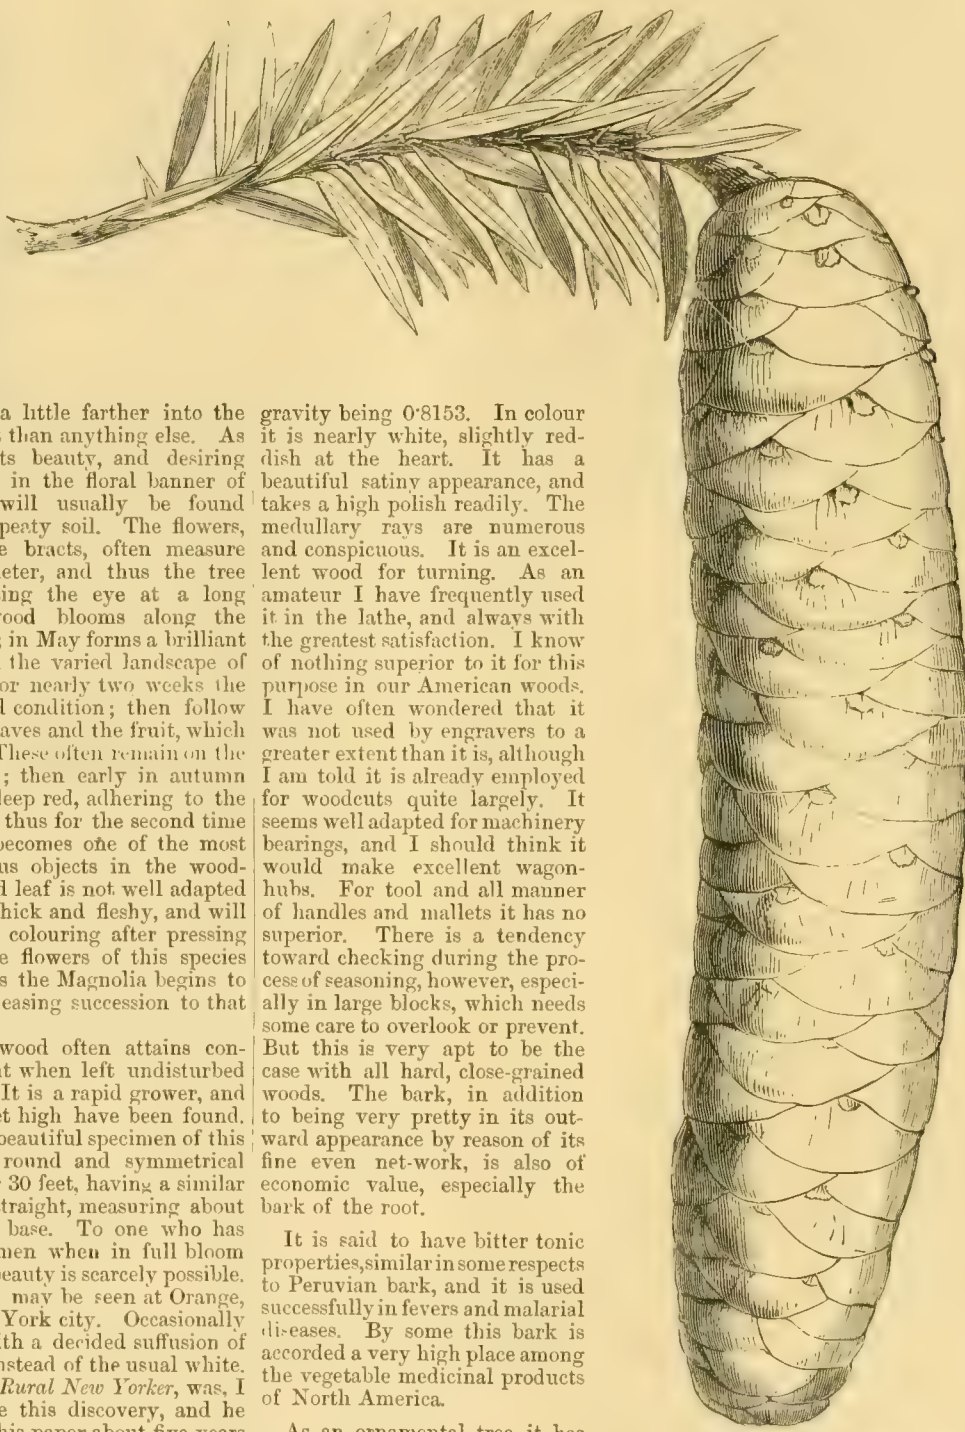 a little farther into the
than anything else. As
ts beauty, and desiring
in the floral banner of
will usually be found
peaty soil. The flowers,
e bracts, often measure
eter, and thus the tree
ing the eye at a long
ood blooms along the
; in May forms a brilliant
the varied landscape of
or nearly two weeks the
l condition; then follow
aves and the fruit, which
These often remain on the
; then early in autumn
leep red, adhering to the
thus for the second time
becomes one of the most
us objects in the wood-
l leaf is not well adapted
hick and fleshy, and will
colouring after pressing
e flowers of this species
s the Magnolia begins to
easing succession to that
wood often attains con-
t when left undisturbed
It is a rapid grower, and
et high have been found.
beautiful specimen of this
round and symmetrical
30 feet, having a similar
traight, measuring about
base. To one who has
men when in full bloom
eauty is scarcely possible.
may be seen at Orange,
York city. Occasionally
ith a decided suffusion of
nstead of the usual white.
Rural New Yorker, was, I
e this discovery, and he
his paper about five years
gravity being 0·8153. In colour
it is nearly white, slightly red-
dish at the heart. It has a
beautiful satiny appearance, and
takes a high polish readily. The
medullary rays are numerous
and conspicuous. It is an excel-
lent wood for turning. As an
amateur I have frequently used
it in the lathe, and always with
the greatest satisfaction. I know
of nothing superior to it for this
purpose in our American woods.
I have often wondered that it
was not used by engravers to a
greater extent than it is, although
I am told it is already employed
for woodcuts quite largely. It
seems well adapted for machinery
bearings, and I should think it
would make excellent wagon-
hubs. For tool and all manner
of handles and mallets it has no
superior. There is a tendency
toward checking during the pro-
cess of seasoning, however, especi-
ally in large blocks, which needs
some care to overlook or prevent.
But this is very apt to be the
case with all hard, close-grained
woods. The bark, in addition
to being very pretty in its out-
ward appearance by reason of its
fine even net-work, is also of
economic value, especially the
bark of the root.
It is said to have bitter tonic
properties, similar in some respects
to Peruvian bark, and it is used
successfully in fevers and malarial
diseases. By some this bark is
accorded a very high place among
the vegetable medicinal products
of North America.
As an ornamental tree it has